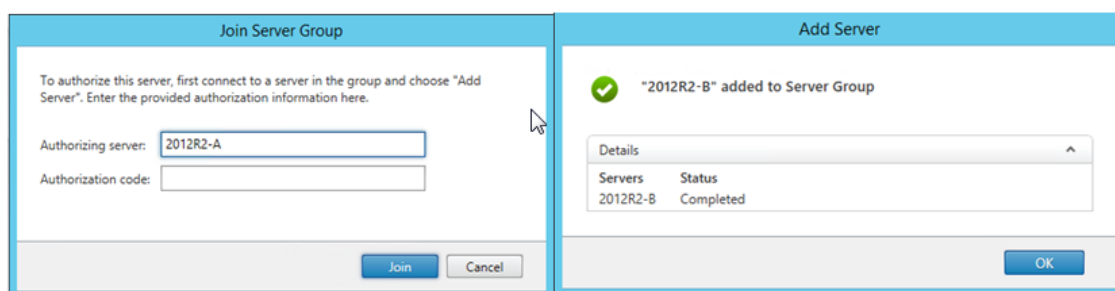 Join Server Group
To authorize this server, first connect to a server in the group and choose "Add
Server". Enter the provided authorization information here.
Authorizing server: 2012R2-A
Authorization code:
Join Cancel
Add Server
"2012R2-B" added to Server Group
Details
Servers Status
2012R2-B Completed
OK